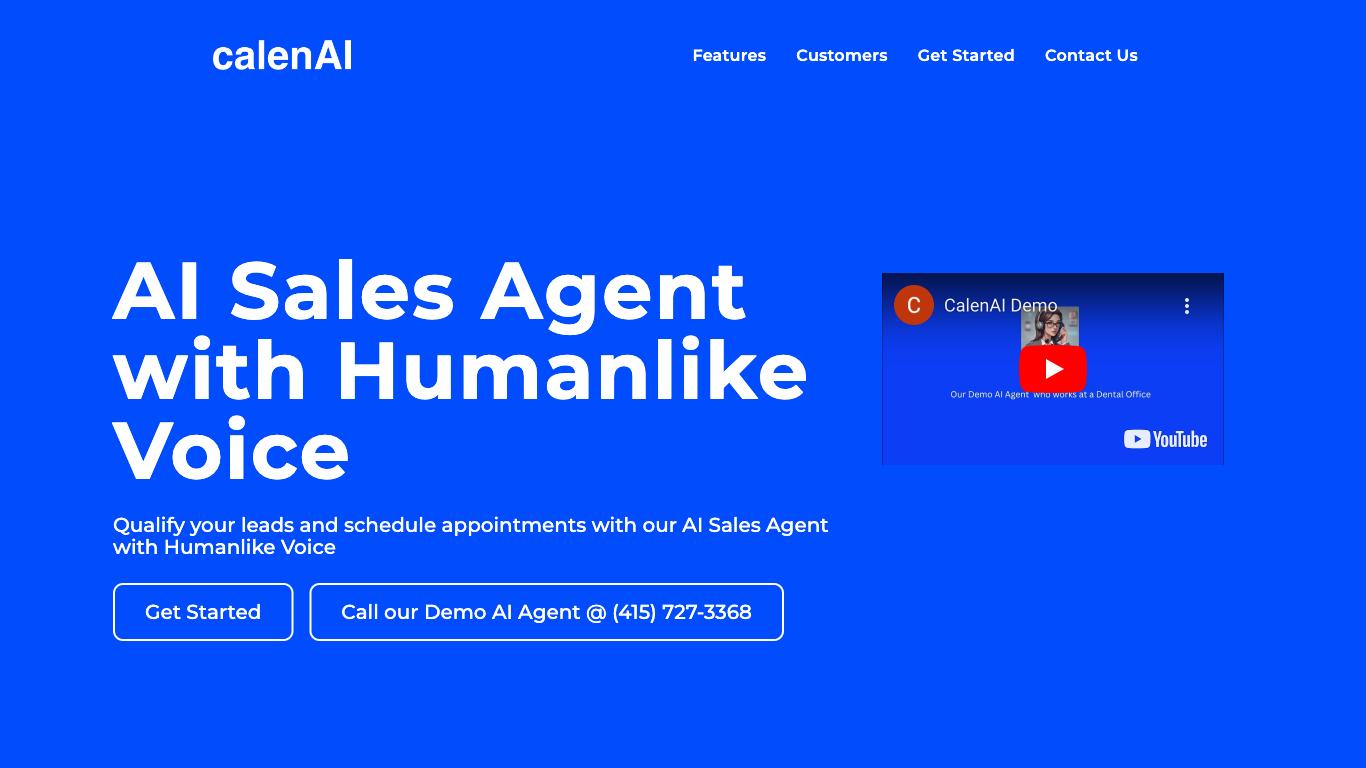 calenAI
Features Customers Get Started Contact Us
AI Sales Agent
with Humanlike
Voice
Qualify your leads and schedule appointments with our AI Sales Agent
with Humanlike Voice
Get Started
Call our Demo AI Agent @ (415) 727-3368
C CalenAI Demo
Our Demo AI Agent who works at a Dental Office
YouTube